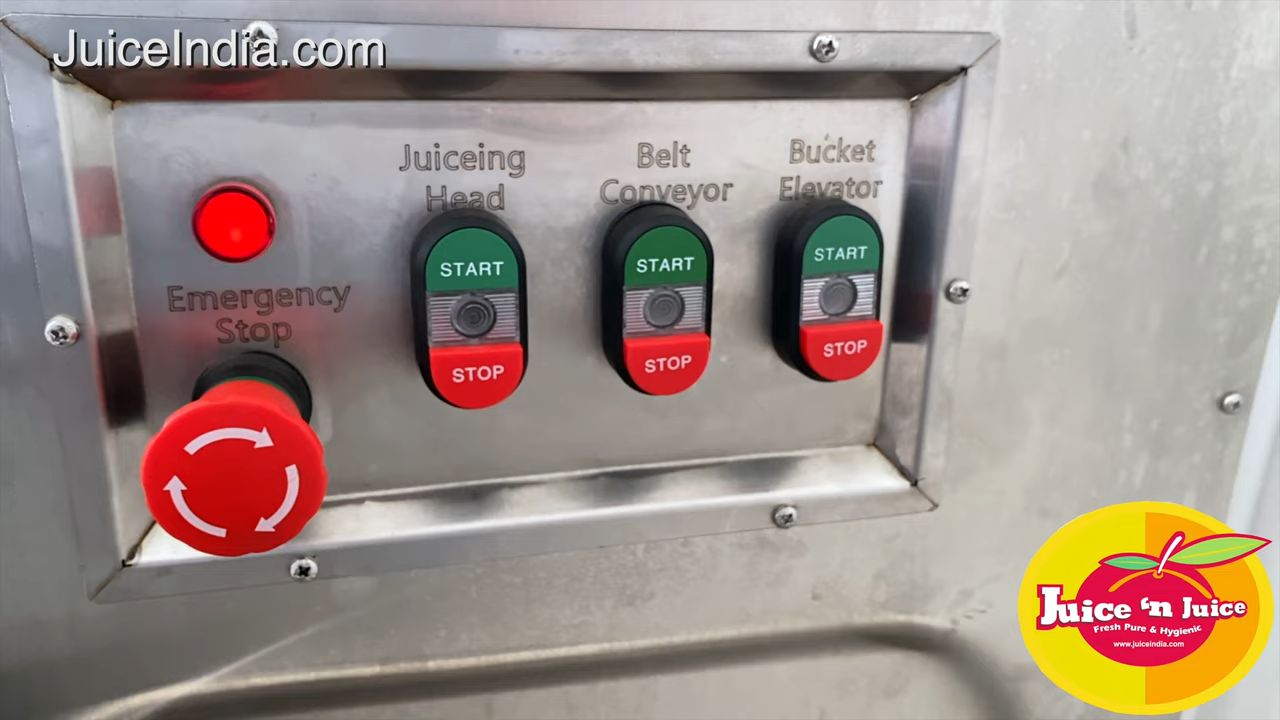 JuiceIndia.com
Juiceing
Head
Belt
Conveyor
Bucket
Elevator
START
START
START
Emergency
Stop
STOP
STOP
STOP
Juice ‘n Juice
Fresh Pure & Hygienic
www.juiceindia.com